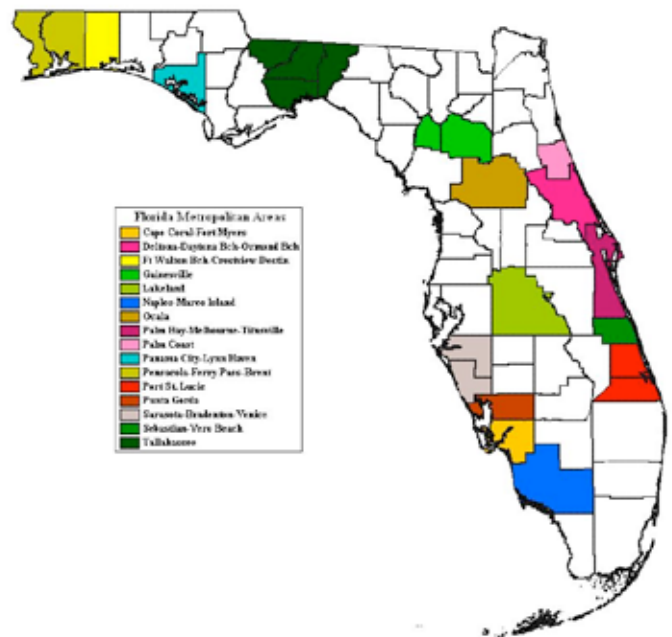 Florida Metropolitan Areas
Cape Coral-Fort Myers
Deltona-Daytona Bch-Ormond Bch
Ft Walton Bch-Crestview-Destin
Gainesville
Lakeland
Naples-Marco Island
Ocala
Palm Bay-Melbourne-Titusville
Palm Coast
Panama City-Lynn Haven
Pensacola-Ferry Pass-Brent
Port St. Lucie
Punta Gorda
Sarasota-Bradenton-Venice
Sebastian-Vero Beach
Tallahassee